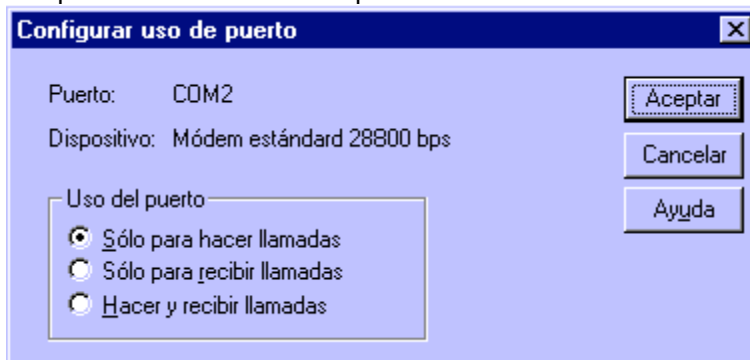 Configurar uso de puerto
Puerto: COM2
Aceptar
Dispositivo: Módem estándard 28800 bps
Cancelar
Uso del puerto
Ayuda
Sólo para hacer llamadas
Sólo para recibir llamadas
Hacer y recibir llamadas